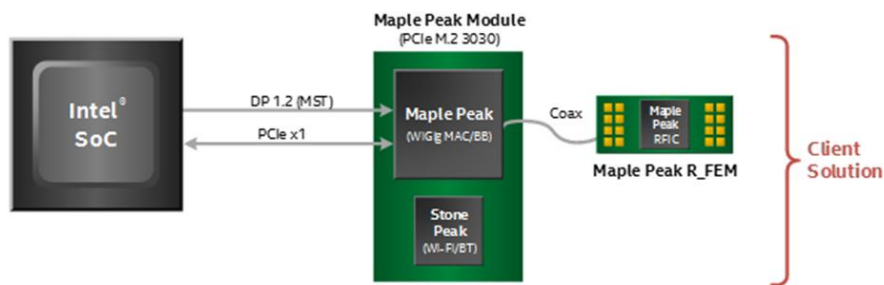 Maple Peak Module
(PCIe M.2 3030)
Intel®
SoC
DP 1.2 (MST)
PCIe x1
Maple Peak
(WiGig MAC/BB)
Coax
Maple
Peak
RFIC
Maple Peak R_FEM
Stone
Peak
(Wi-Fi/BT)
Client
Solution